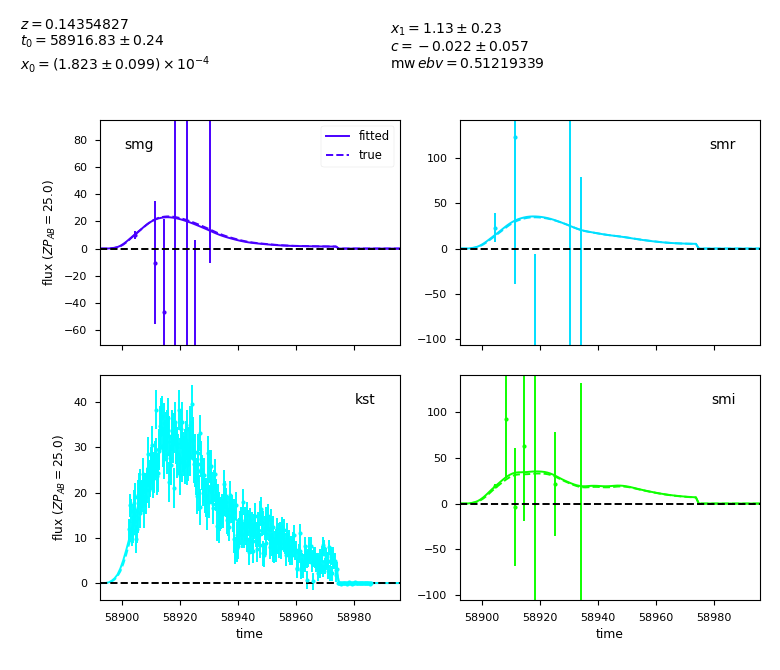 z = 0.14354827
t₀ = 58916.83 ± 0.24
x₀ = (1.823 ± 0.099) × 10⁻⁴
x₁ = 1.13 ± 0.23
c = −0.022 ± 0.057
mw ebv = 0.51219339
smg
fitted
true
80
60
40
20
0
−20
−40
−60
flux (ZP_AB = 25.0)
smr
100
50
0
−50
−100
kst
40
30
20
10
0
flux (ZP_AB = 25.0)
58900 58920 58940 58960 58980
time
smi
100
50
0
−50
−100
58900 58920 58940 58960 58980
time